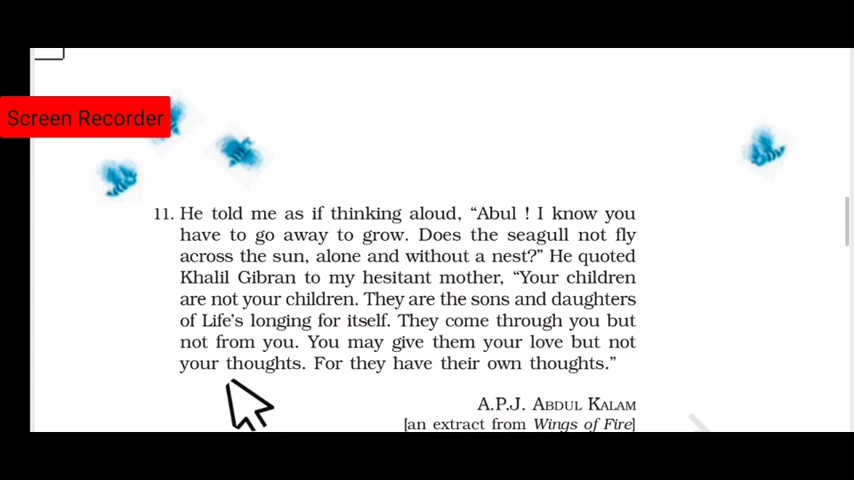 Screen Recorder
11. He told me as if thinking aloud, “Abul ! I know you
have to go away to grow. Does the seagull not fly
across the sun, alone and without a nest?” He quoted
Khalil Gibran to my hesitant mother, “Your children
are not your children. They are the sons and daughters
of Life’s longing for itself. They come through you but
not from you. You may give them your love but not
your thoughts. For they have their own thoughts.”
A.P.J. ABDUL KALAM
[an extract from Wings of Fire]